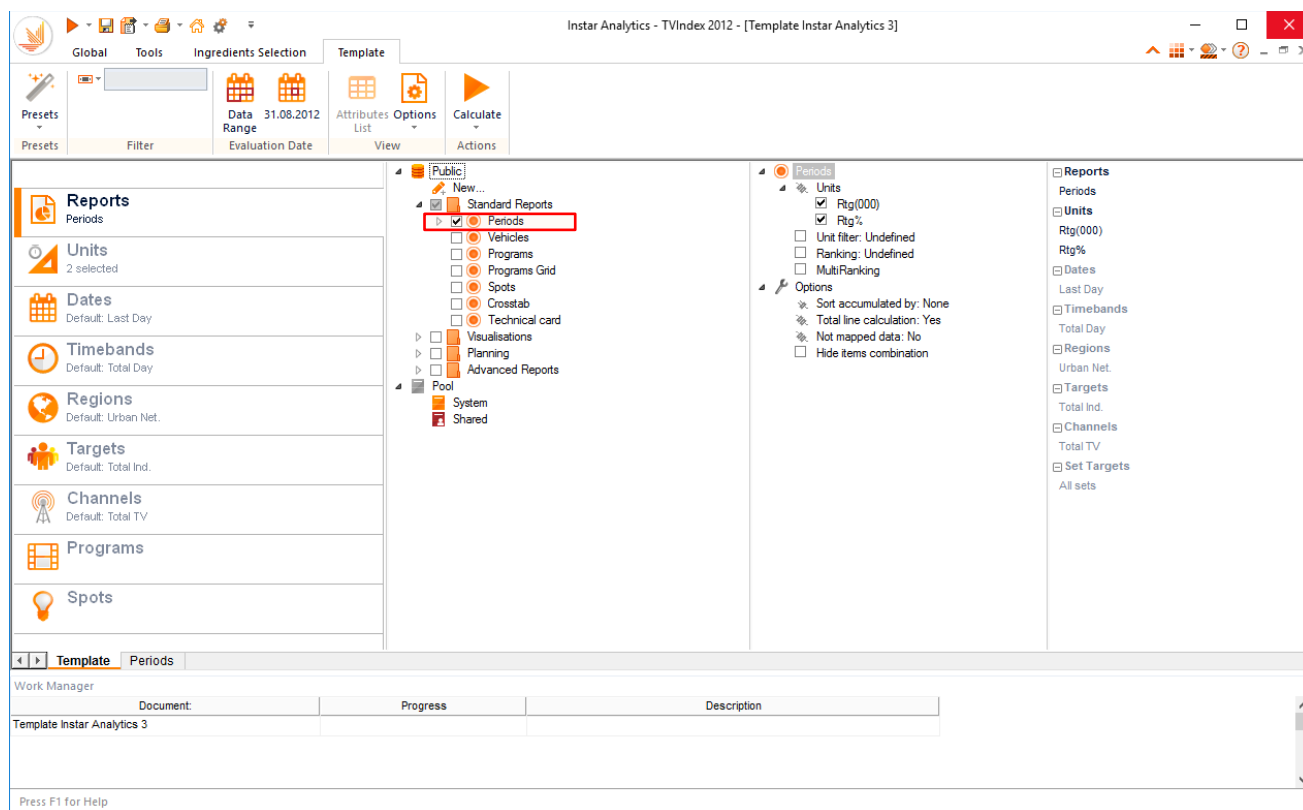 Instar Analytics - TVIndex 2012 - [Template Instar Analytics 3]
Global Tools Ingredients Selection Template
Presets
Data Range
31.08.2012
Attributes List
Options
Calculate
Presets Filter Evaluation Date View Actions
Reports
Periods
Units
2 selected
Dates
Default: Last Day
Timebands
Default: Total Day
Regions
Default: Urban Net.
Targets
Default: Total Ind.
Channels
Default: Total TV
Programs
Spots
Public
New...
Standard Reports
Periods
Vehicles
Programs
Programs Grid
Spots
Crosstab
Technical card
Visualisations
Planning
Advanced Reports
Pool
System
Shared
Periods
Units
Rtg(000)
Rtg%
Unit filter: Undefined
Ranking: Undefined
MultiRanking
Options
Sort accumulated by: None
Total line calculation: Yes
Not mapped data: No
Hide items combination
Reports
Periods
Units
Rtg(000)
Rtg%
Dates
Last Day
Timebands
Total Day
Regions
Urban Net.
Targets
Total Ind.
Channels
Total TV
Set Targets
All sets
Template Periods
Work Manager
Document: Progress Description
Template Instar Analytics 3
Press F1 for Help